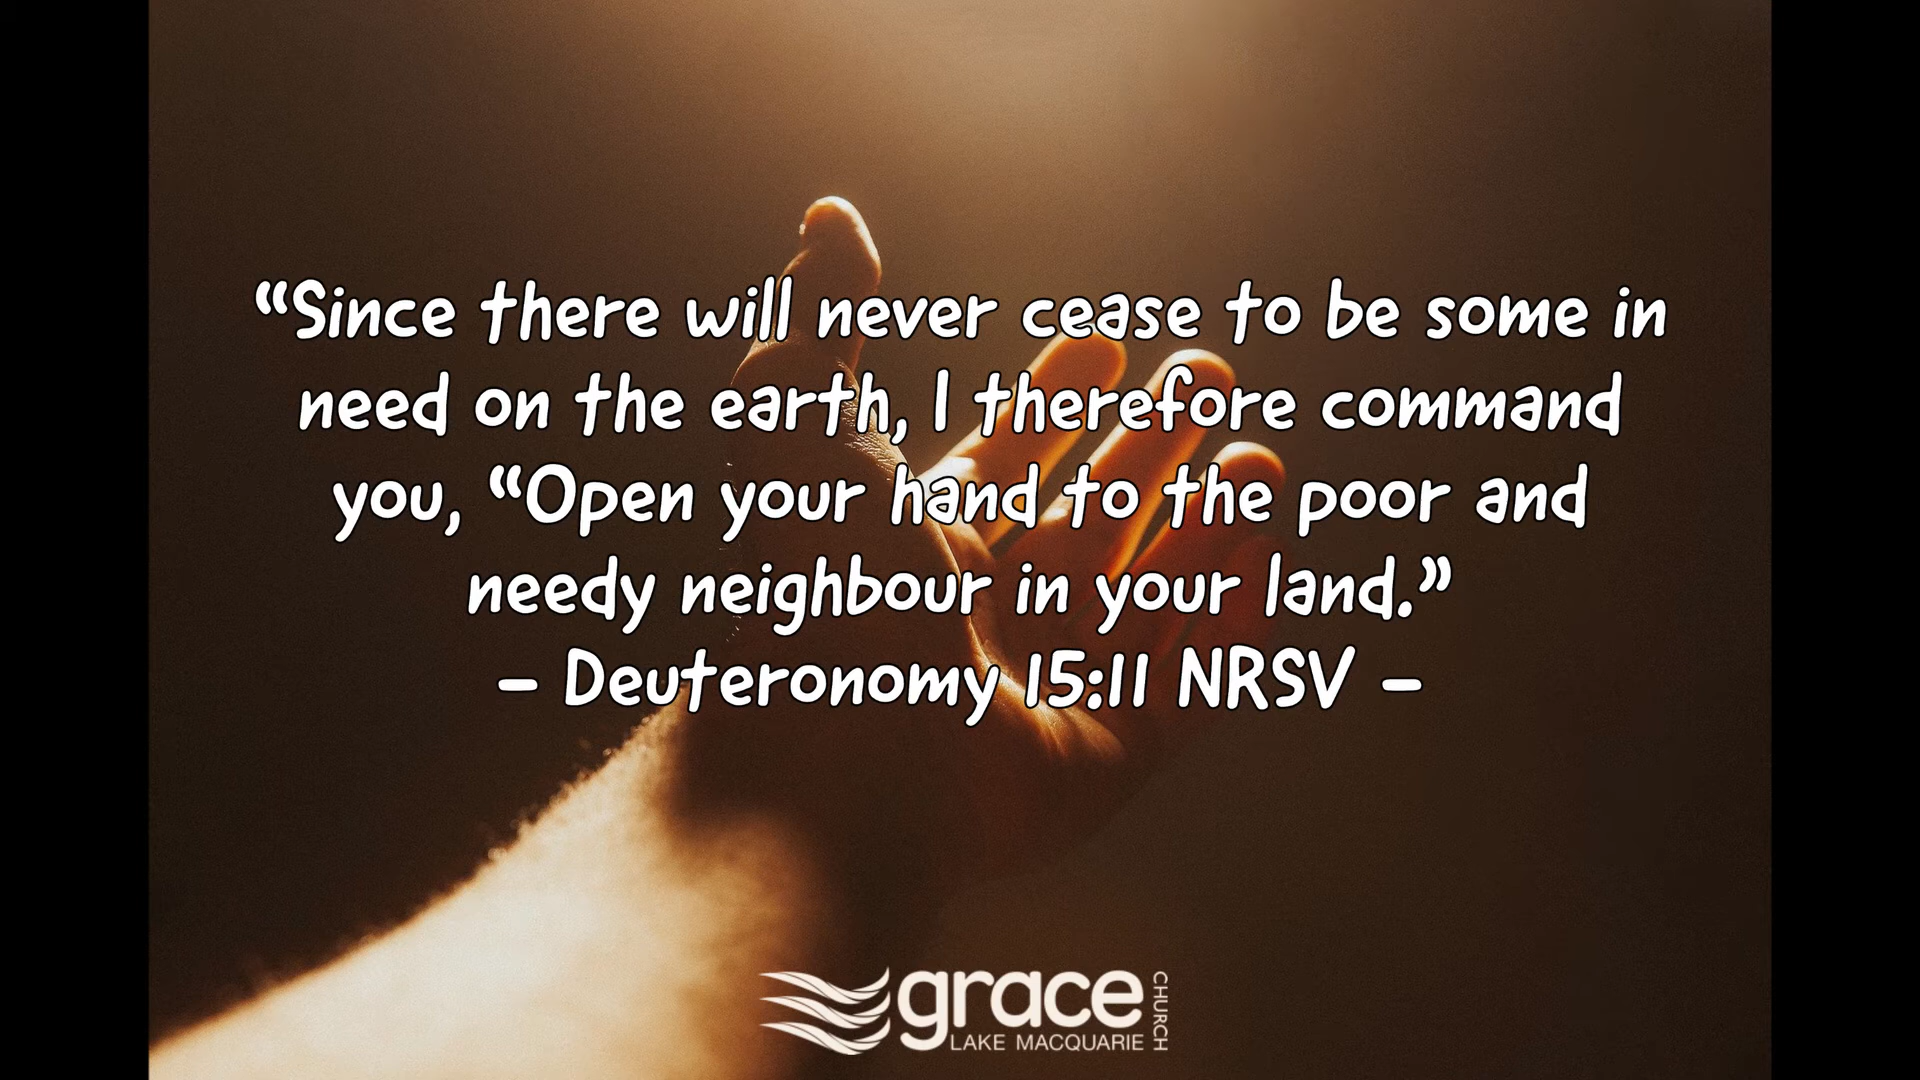 “Since there will never cease to be some in
need on the earth, I therefore command
you, “Open your hand to the poor and
needy neighbour in your land.”
- Deuteronomy 15:11 NRSV -
grace
CHURCH
LAKE MACQUARIE